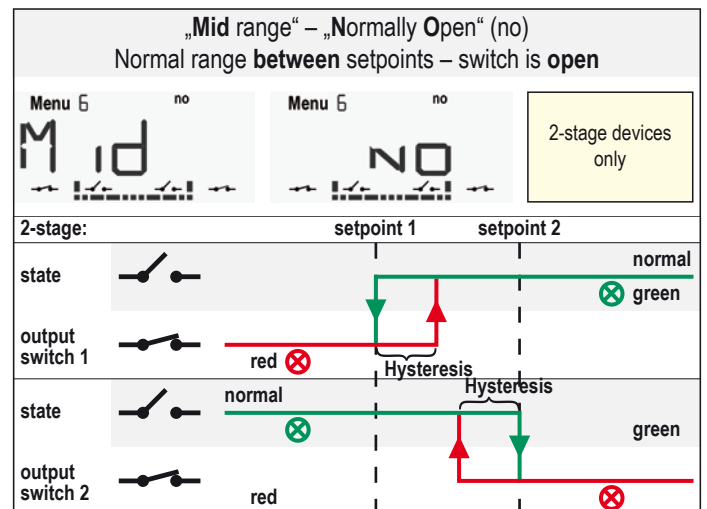 „Mid range“ – „Normally Open“ (no)
Normal range between setpoints – switch is open
Menu 6 no
Mid
Menu 6 no
NO
2-stage devices
only
2-stage: setpoint 1 setpoint 2
state normal
green
output
switch 1 red
Hysteresis
Hysteresis
state normal
green
output
switch 2 red